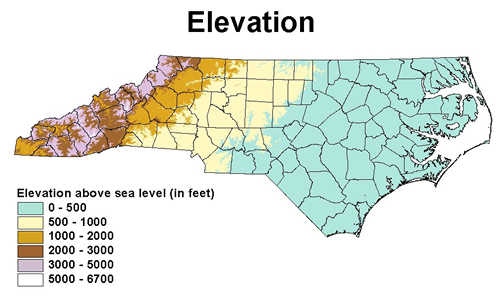 Elevation
Elevation above sea level (in feet)
0 - 500
500 - 1000
1000 - 2000
2000 - 3000
3000 - 5000
5000 - 6700